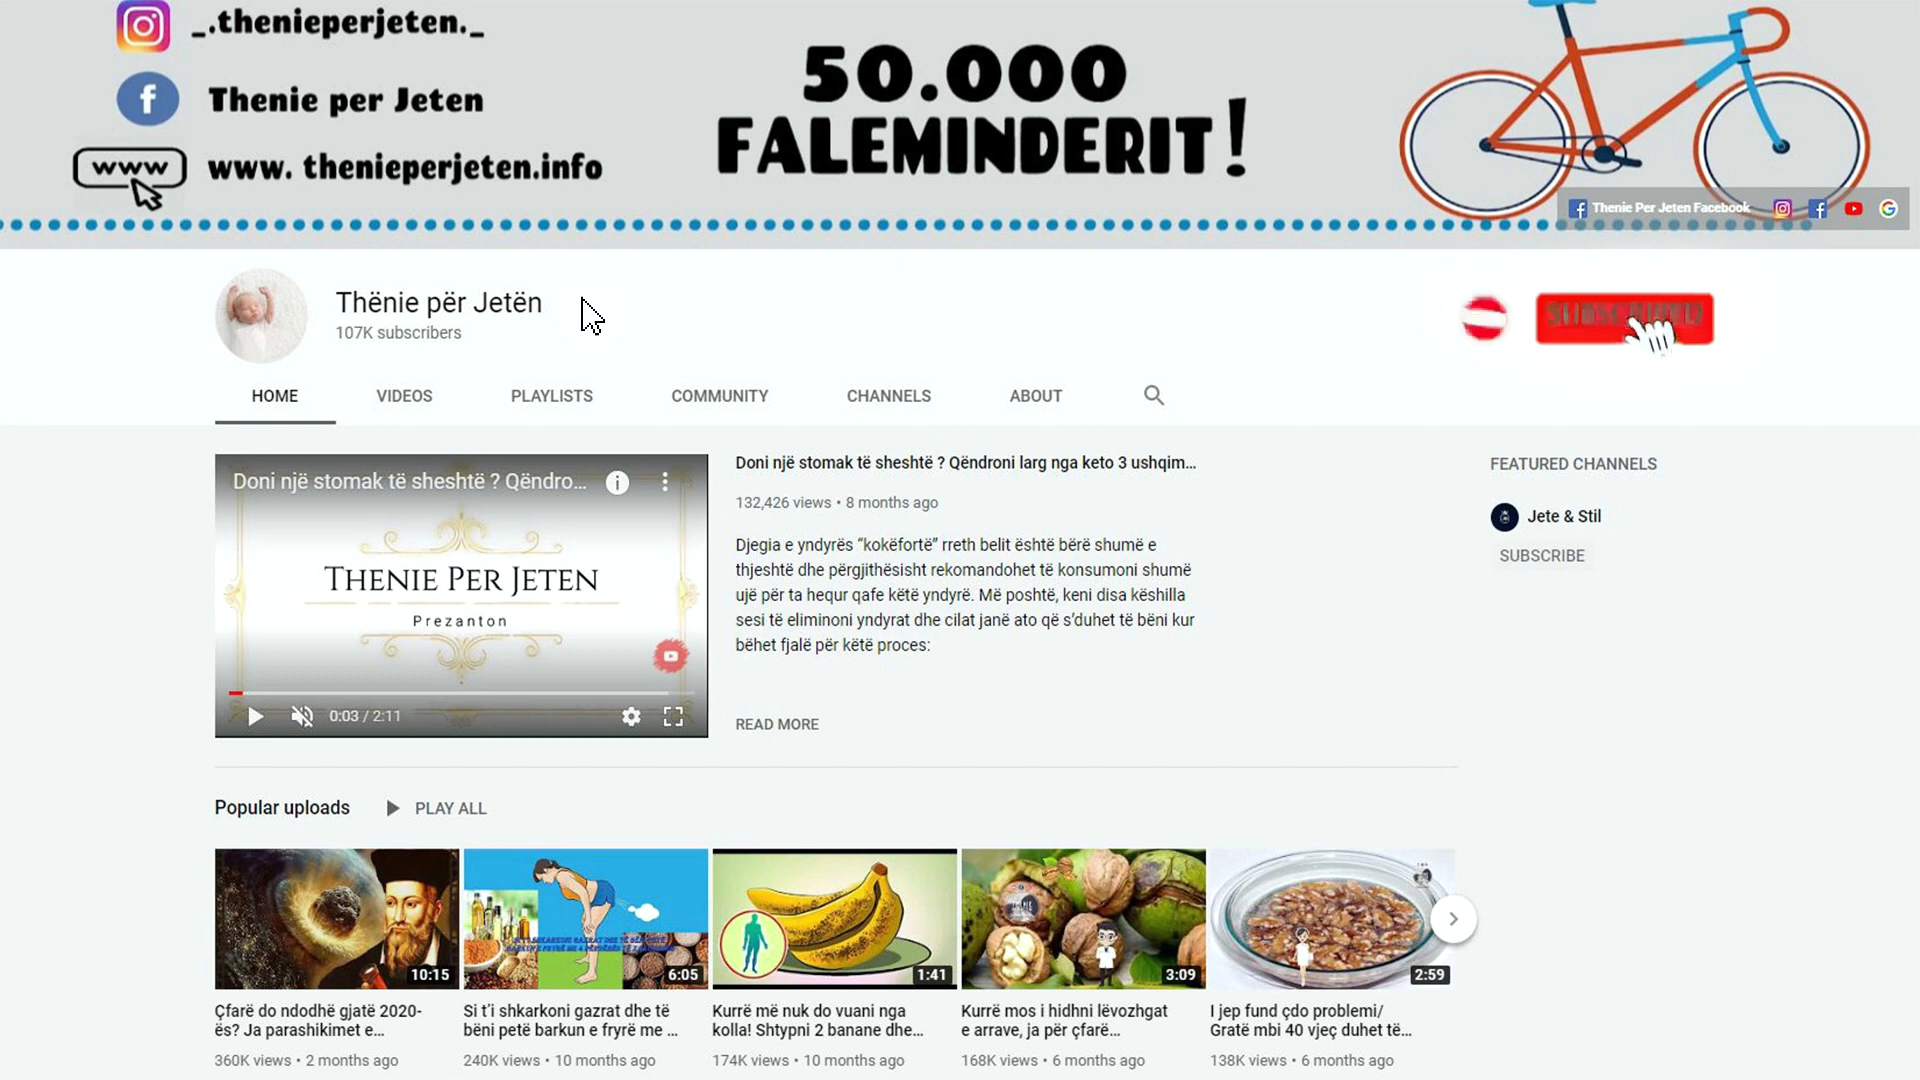 _.thenieperjeten._
Thenie per Jeten
www
www. thenieperjeten.info
50.000
FALEMINDERIT!
Thenie Per Jeten Facebook
Thënie për Jetën
107K subscribers
HOME
VIDEOS
PLAYLISTS
COMMUNITY
CHANNELS
ABOUT
Doni një stomak të sheshtë ? Qëndro...
THENIE PER JETEN
Prezanton
0:03 / 2:11
Doni një stomak të sheshtë ? Qëndroni larg nga keto 3 ushqim...
132,426 views • 8 months ago
Djegia e yndyrës “kokëfortë” rreth belit është bërë shumë e
thjeshtë dhe përgjithësisht rekomandohet të konsumoni shumë
ujë për ta hequr qafe këtë yndyrë. Më poshtë, keni disa këshilla
sesi të eliminoni yndyrat dhe cilat janë ato që s’duhet të bëni kur
bëhet fjalë për këtë proces:
READ MORE
FEATURED CHANNELS
Jete & Stil
SUBSCRIBE
Popular uploads
PLAY ALL
10:15
6:05
1:41
3:09
2:59
Çfarë do ndodhë gjatë 2020-
ës? Ja parashikimet e...
360K views • 2 months ago
Si t’i shkarkoni gazrat dhe të
bëni petë barkun e fryrë me ...
240K views • 10 months ago
Kurrë më nuk do vuani nga
kolla! Shtypni 2 banane dhe...
174K views • 10 months ago
Kurrë mos i hidhni lëvozhgat
e arrave, ja për çfarë...
168K views • 6 months ago
I jep fund çdo problemi/
Gratë mbi 40 vjeç duhet të...
138K views • 6 months ago